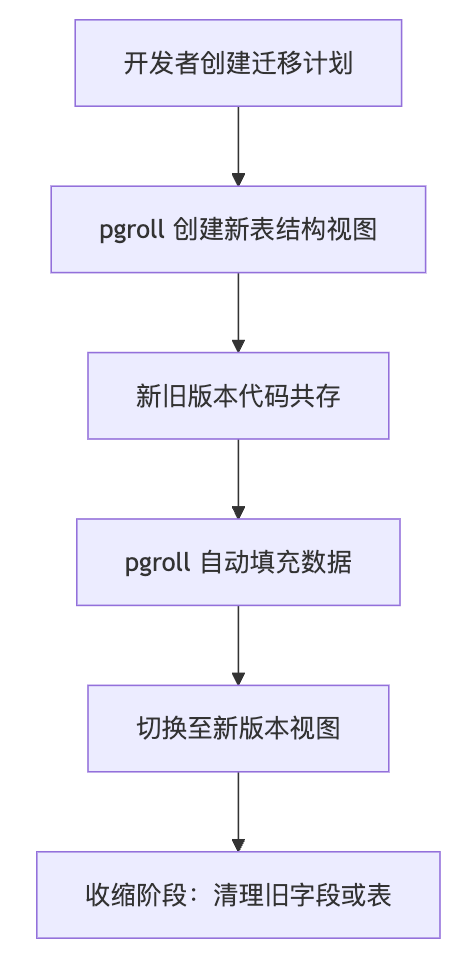 开发者创建迁移计划
pgroll 创建新表结构视图
新旧版本代码共存
pgroll 自动填充数据
切换至新版本视图
收缩阶段：清理旧字段或表